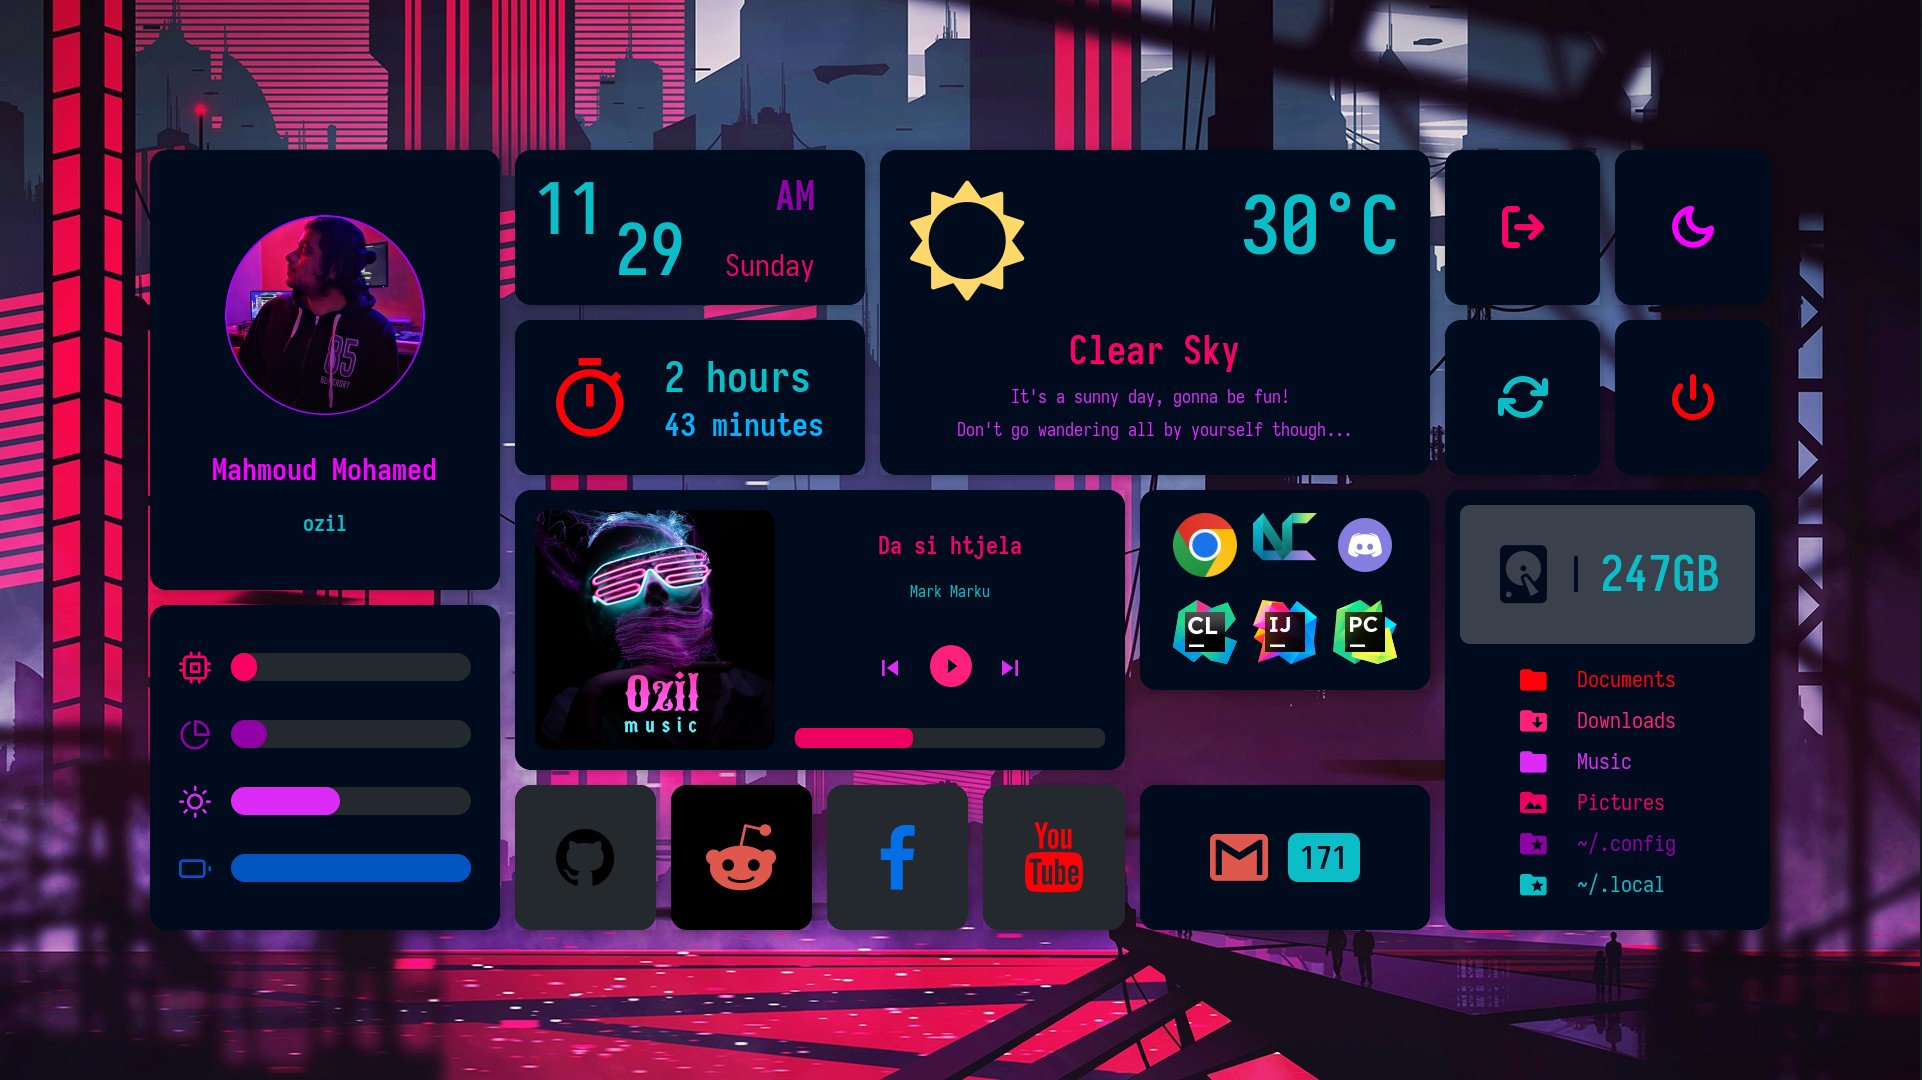 85
SUPERDRY
Mahmoud Mohamed
ozil
11
29
AM
Sunday
2 hours
43 minutes
30°C
Clear Sky
It's a sunny day, gonna be fun!
Don't go wandering all by yourself though...
Ozil
music
Da si htjela
Mark Marku
CL
IJ
PC
You
Tube
171
247GB
Documents
Downloads
Music
Pictures
~/.config
~/.local